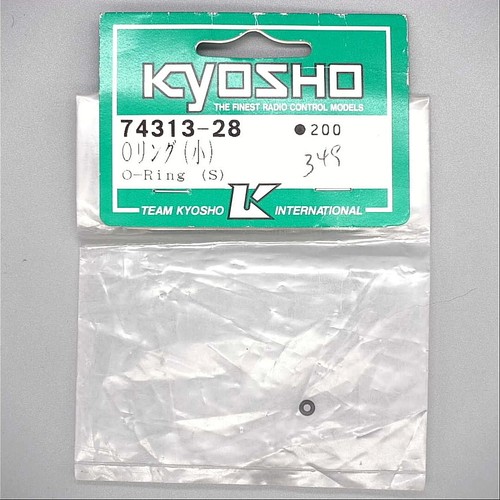 KYOSHO
THE FINEST RADIO CONTROL MODELS
74313-28 ●200
Oリング(小)
O-Ring (S) 349
TEAM KYOSHO K INTERNATIONAL